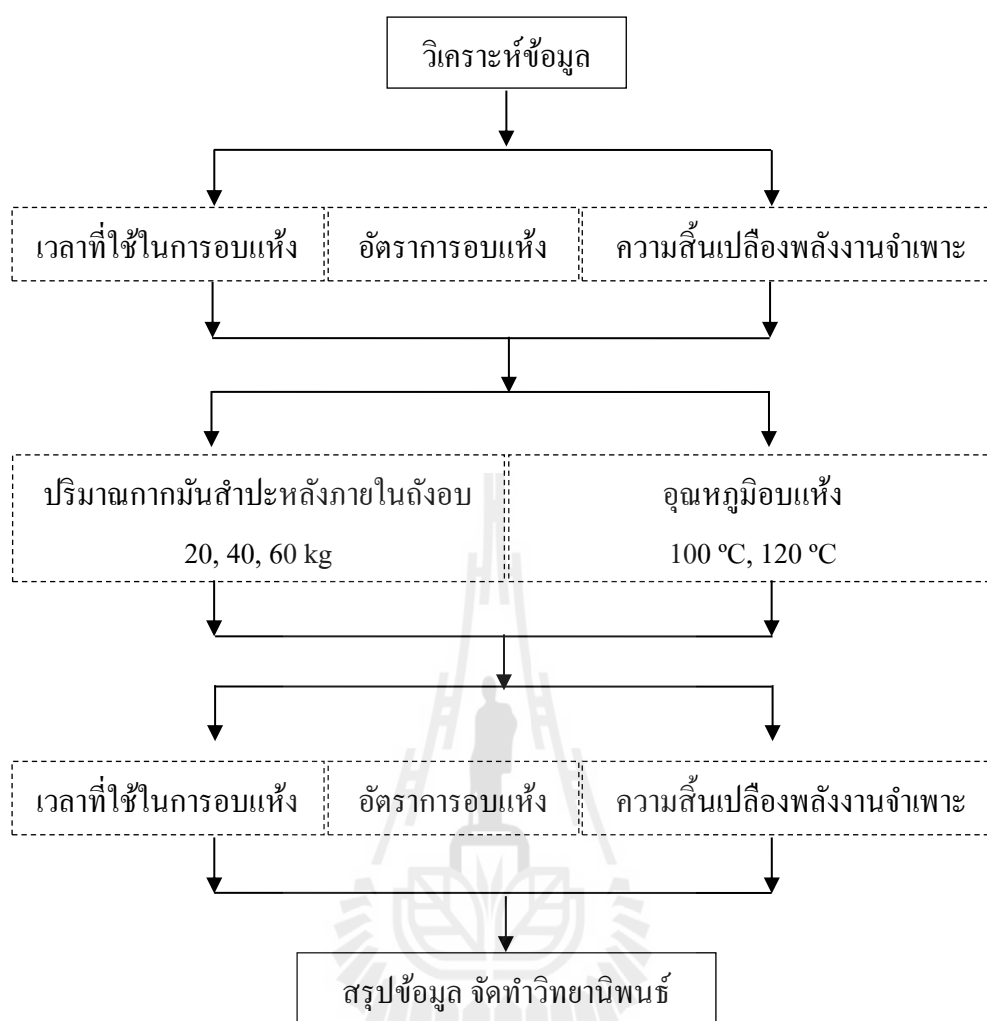 วิเคราะห์ข้อมูล
เวลาที่ใช้ในการอบแห้ง
อัตราการอบแห้ง
ความสิ้นเปลืองพลังงานจำเพาะ
ปริมาณกากมันสำปะหลังภายในถังอบ
20, 40, 60 kg
อุณหภูมิอบแห้ง
100 ºC, 120 ºC
เวลาที่ใช้ในการอบแห้ง
อัตราการอบแห้ง
ความสิ้นเปลืองพลังงานจำเพาะ
สรุปข้อมูล จัดทำวิทยานิพนธ์